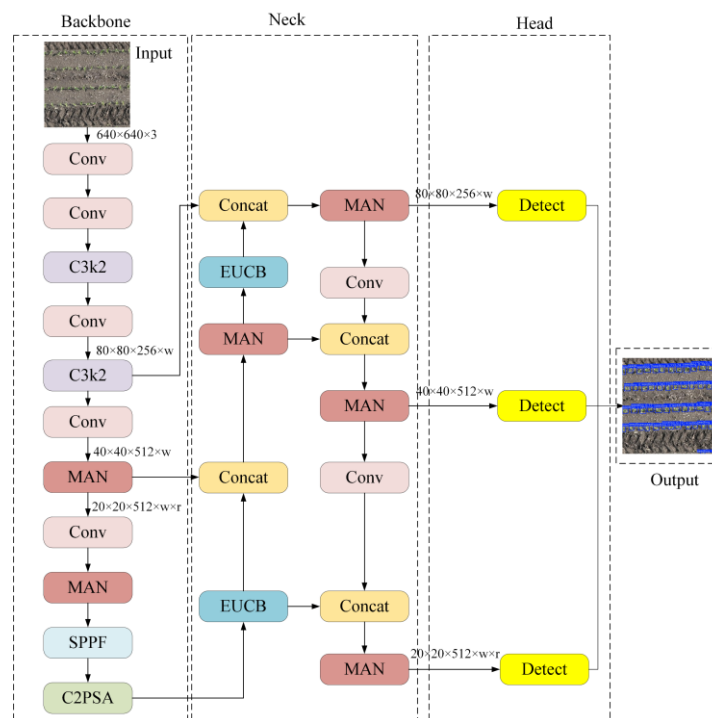 Backbone
Neck
Head
Input
640×640×3
Conv
Conv
C3k2
Conv
80×80×256×w
C3k2
Conv
40×40×512×w
MAN
20×20×512×w×r
Conv
MAN
SPPF
C2PSA
Concat
EUCB
MAN
Concat
EUCB
MAN
Conv
Concat
MAN
Conv
Concat
MAN
80×80×256×w
Detect
40×40×512×w
Detect
20×20×512×w×r
Detect
Output